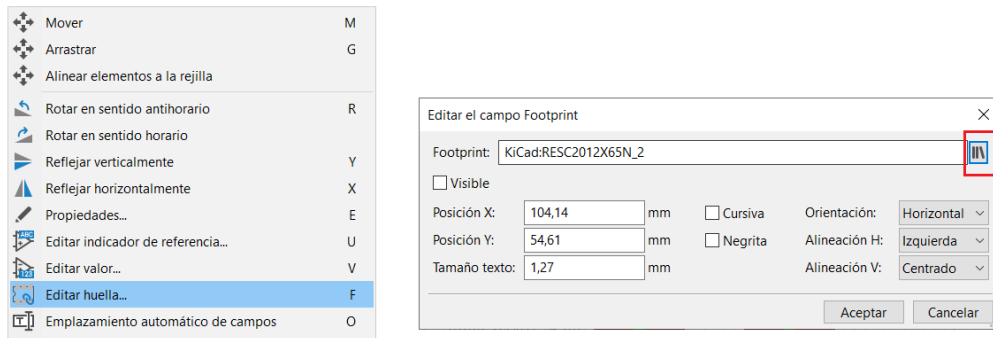 Mover M
Arrastrar G
Alinear elementos a la rejilla
Rotar en sentido antihorario R
Rotar en sentido horario
Reflejar verticalmente Y
Reflejar horizontalmente X
Propiedades... E
Editar indicador de referencia... U
Editar valor... V
Editar huella... F
Emplazamiento automático de campos O
Editar el campo Footprint
Footprint: KiCad:RESC2012X65N_2
Visible
Posición X: 104,14 mm Cursiva Orientación: Horizontal
Posición Y: 54,61 mm Negrita Alineación H: Izquierda
Tamaño texto: 1,27 mm Alineación V: Centrado
Aceptar Cancelar